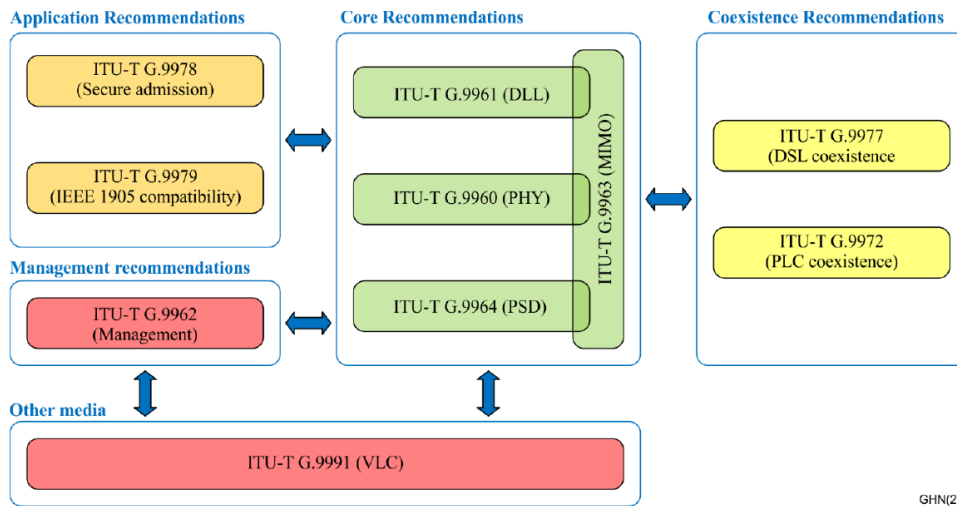 Application Recommendations
ITU-T G.9978
(Secure admission)
ITU-T G.9979
(IEEE 1905 compatibility)
Management recommendations
ITU-T G.9962
(Management)
Core Recommendations
ITU-T G.9961 (DLL)
ITU-T G.9960 (PHY)
ITU-T G.9964 (PSD)
ITU-T G.9963 (MIMO)
Coexistence Recommendations
ITU-T G.9977
(DSL coexistence
ITU-T G.9972
(PLC coexistence)
Other media
ITU-T G.9991 (VLC)
GHN(2